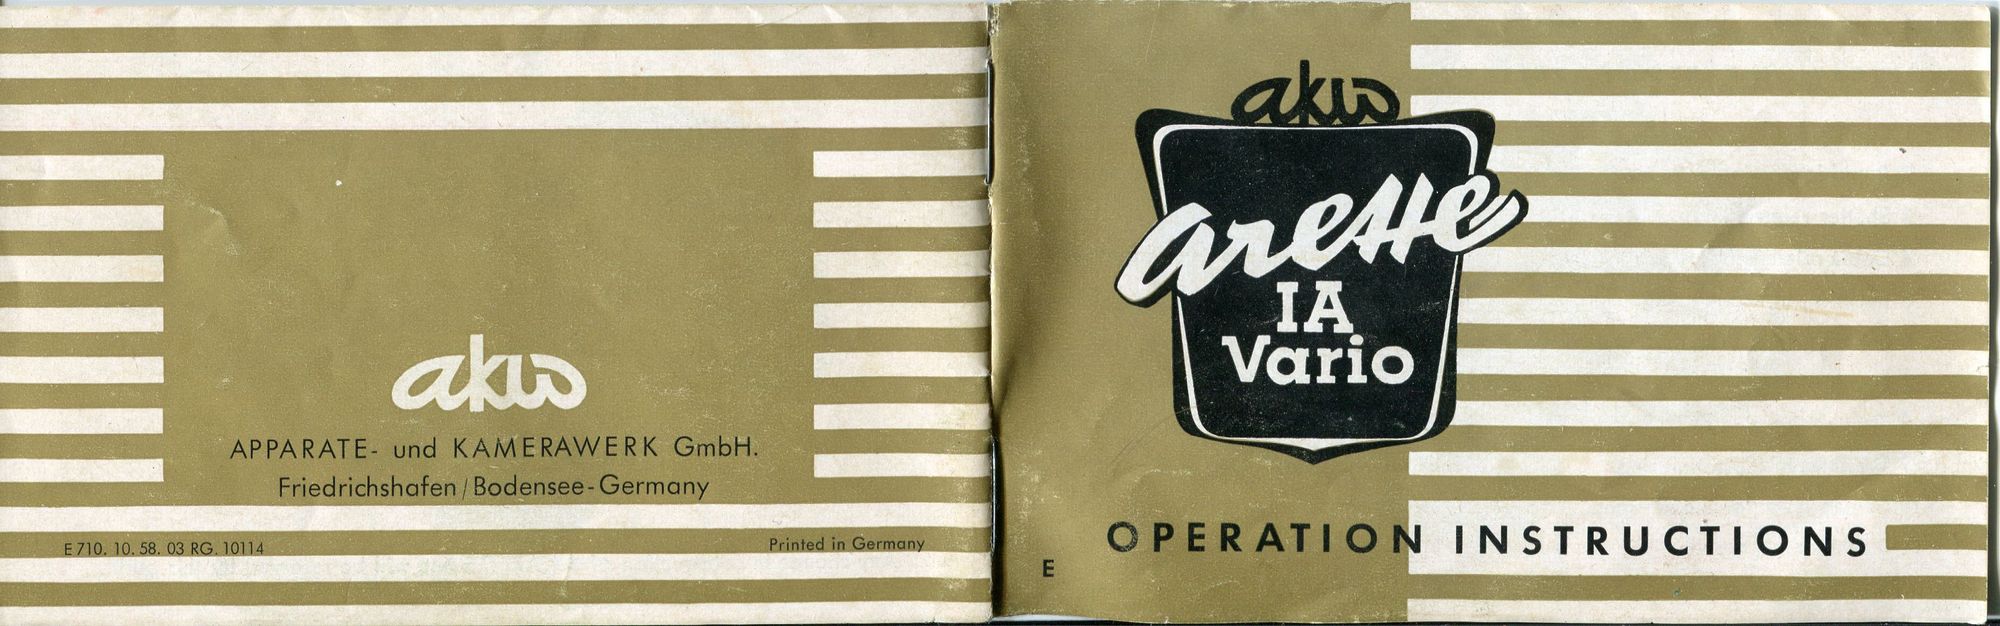 akw
APPARATE- und KAMERAWERK GmbH.
Friedrichshafen/Bodensee-Germany
E 710. 10. 58. 03 RG. 10114
Printed in Germany
akw
arette
IA
Vario
OPERATION INSTRUCTIONS
E